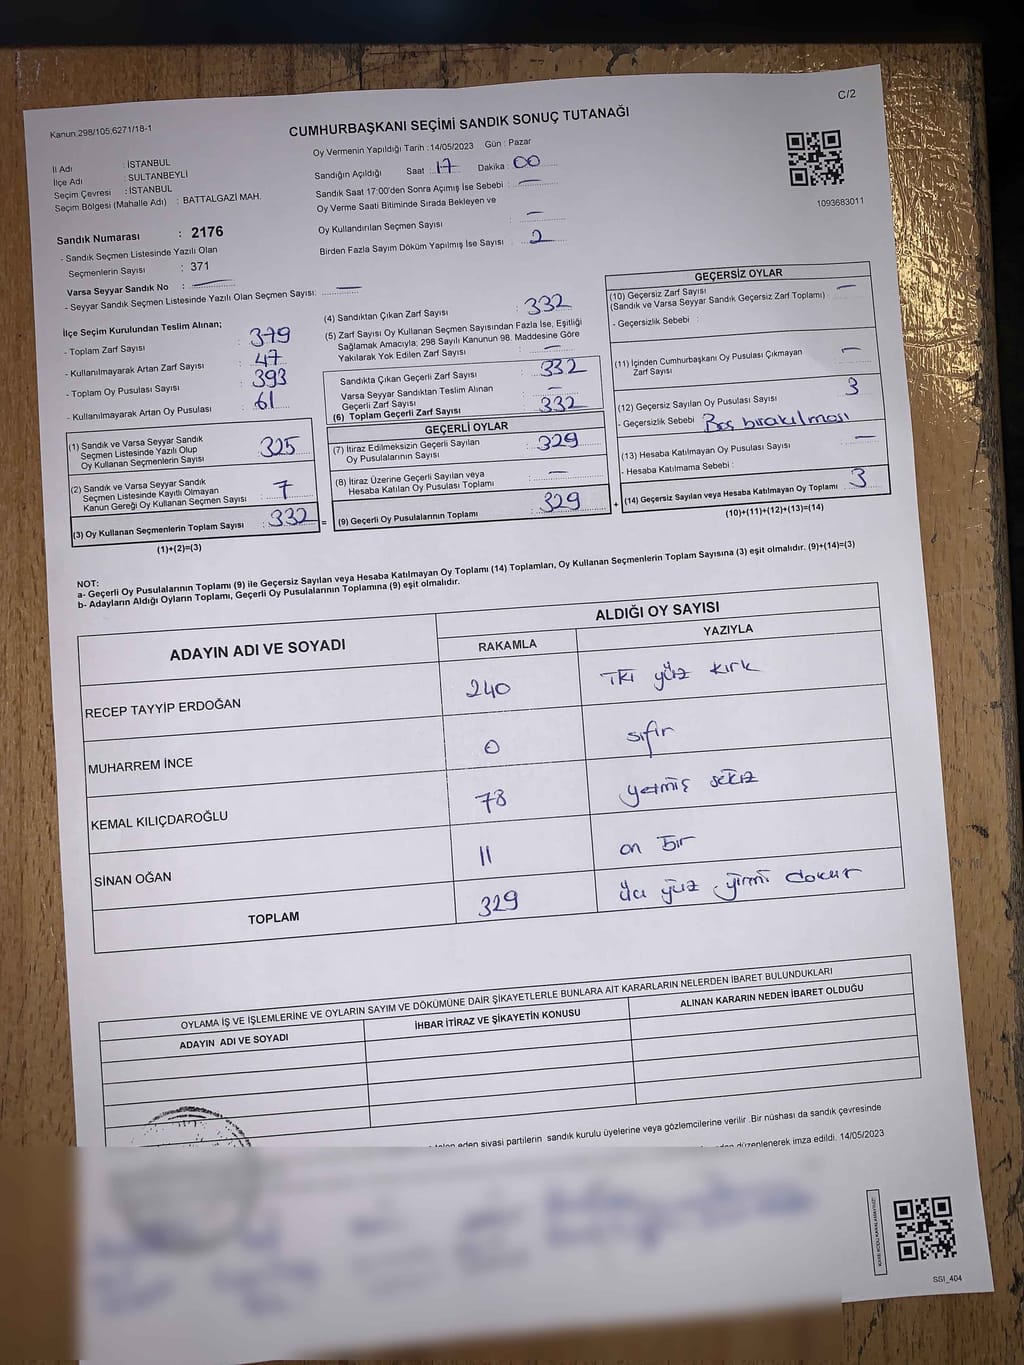 C/2
Kanun.298/105,6271/18-1
CUMHURBAŞKANI SEÇİMİ SANDIK SONUÇ TUTANAĞI
İl Adı : İSTANBUL
İlçe Adı : SULTANBEYLİ
Seçim Çevresi : İSTANBUL
Seçim Bölgesi (Mahalle Adı) : BATTALGAZİ MAH.
Oy Vermenin Yapıldığı Tarih : 14/05/2023 Gün : Pazar
Sandığın Açıldığı Saat : 17 Dakika : 00
Sandık Saat 17:00'den Sonra Açımış İse Sebebi : —
Oy Verme Saati Bitiminde Sırada Bekleyen ve
Oy Kullandırılan Seçmen Sayısı : —
Birden Fazla Sayım Döküm Yapılmış İse Sayısı : 2
1093683011
Sandık Numarası : 2176
- Sandık Seçmen Listesinde Yazılı Olan
Seçmenlerin Sayısı : 371
Varsa Seyyar Sandık No : —
- Seyyar Sandık Seçmen Listesinde Yazılı Olan Seçmen Sayısı: —
İlçe Seçim Kurulundan Teslim Alınan;
- Toplam Zarf Sayısı : 379
- Kullanılmayarak Artan Zarf Sayısı : 47
- Toplam Oy Pusulası Sayısı : 393
- Kullanılmayarak Artan Oy Pusulası : 61
(1) Sandık ve Varsa Seyyar Sandık
Seçmen Listesinde Yazılı Olup
Oy Kullanan Seçmenlerin Sayısı : 325
(2) Sandık ve Varsa Seyyar Sandık
Seçmen Listesinde Kayıtlı Olmayan
Kanun Gereği Oy Kullanan Seçmen Sayısı : 7
(3) Oy Kullanan Seçmenlerin Toplam Sayısı : 332 =
(1)+(2)=(3)
(4) Sandıktan Çıkan Zarf Sayısı : 332
(5) Zarf Sayısı Oy Kullanan Seçmen Sayısından Fazla İse, Eşitliği
Sağlamak Amacıyla; 298 Sayılı Kanunun 98. Maddesine Göre
Yakılarak Yok Edilen Zarf Sayısı : —
Sandıkta Çıkan Geçerli Zarf Sayısı : 332
Varsa Seyyar Sandıktan Teslim Alınan
Geçerli Zarf Sayısı : —
(6) Toplam Geçerli Zarf Sayısı : 332
GEÇERLİ OYLAR
(7) İtiraz Edilmeksizin Geçerli Sayılan
Oy Pusulalarının Sayısı : 329
(8) İtiraz Üzerine Geçerli Sayılan veya
Hesaba Katılan Oy Pusulası Toplamı : —
(9) Geçerli Oy Pusulalarının Toplamı : 329 +
GEÇERSİZ OYLAR
(10) Geçersiz Zarf Sayısı : —
(Sandık ve Varsa Seyyar Sandık Geçersiz Zarf Toplamı)
- Geçersizlik Sebebi :
(11) İçinden Cumhurbaşkanı Oy Pusulası Çıkmayan
Zarf Sayısı : —
(12) Geçersiz Sayılan Oy Pusulası Sayısı : 3
- Geçersizlik Sebebi : Boş bırakılması
(13) Hesaba Katılmayan Oy Pusulası Sayısı : —
- Hesaba Katılmama Sebebi :
(14) Geçersiz Sayılan veya Hesaba Katılmayan Oy Toplamı : 3
(10)+(11)+(12)+(13)=(14)
NOT:
a- Geçerli Oy Pusulalarının Toplamı (9) ile Geçersiz Sayılan veya Hesaba Katılmayan Oy Toplamı (14) Toplamları, Oy Kullanan Seçmenlerin Toplam Sayısına (3) eşit olmalıdır. (9)+(14)=(3)
b- Adayların Aldığı Oyların Toplamı, Geçerli Oy Pusulalarının Toplamına (9) eşit olmalıdır.
ADAYIN ADI VE SOYADI
ALDIĞI OY SAYISI
RAKAMLA YAZIYLA
RECEP TAYYİP ERDOĞAN 240 İki yüz kırk
MUHARREM İNCE 0 sıfır
KEMAL KILIÇDAROĞLU 78 yetmiş sekiz
SİNAN OĞAN 11 on bir
TOPLAM 329 üç yüz yirmi dokuz
OYLAMA İŞ VE İŞLEMLERİNE VE OYLARIN SAYIM VE DÖKÜMÜNE DAİR ŞİKAYETLERLE BUNLARA AİT KARARLARIN NELERDEN İBARET BULUNDUKLARI
ADAYIN ADI VE SOYADI İHBAR İTİRAZ VE ŞİKAYETİN KONUSU ALINAN KARARIN NEDEN İBARET OLDUĞU
eden siyasi partilerin sandık kurulu üyelerine veya gözlemcilerine verilir .Bir nüshası da sandık çevresinde
düzenlenerek imza edildi. 14/05/2023
SSI_404